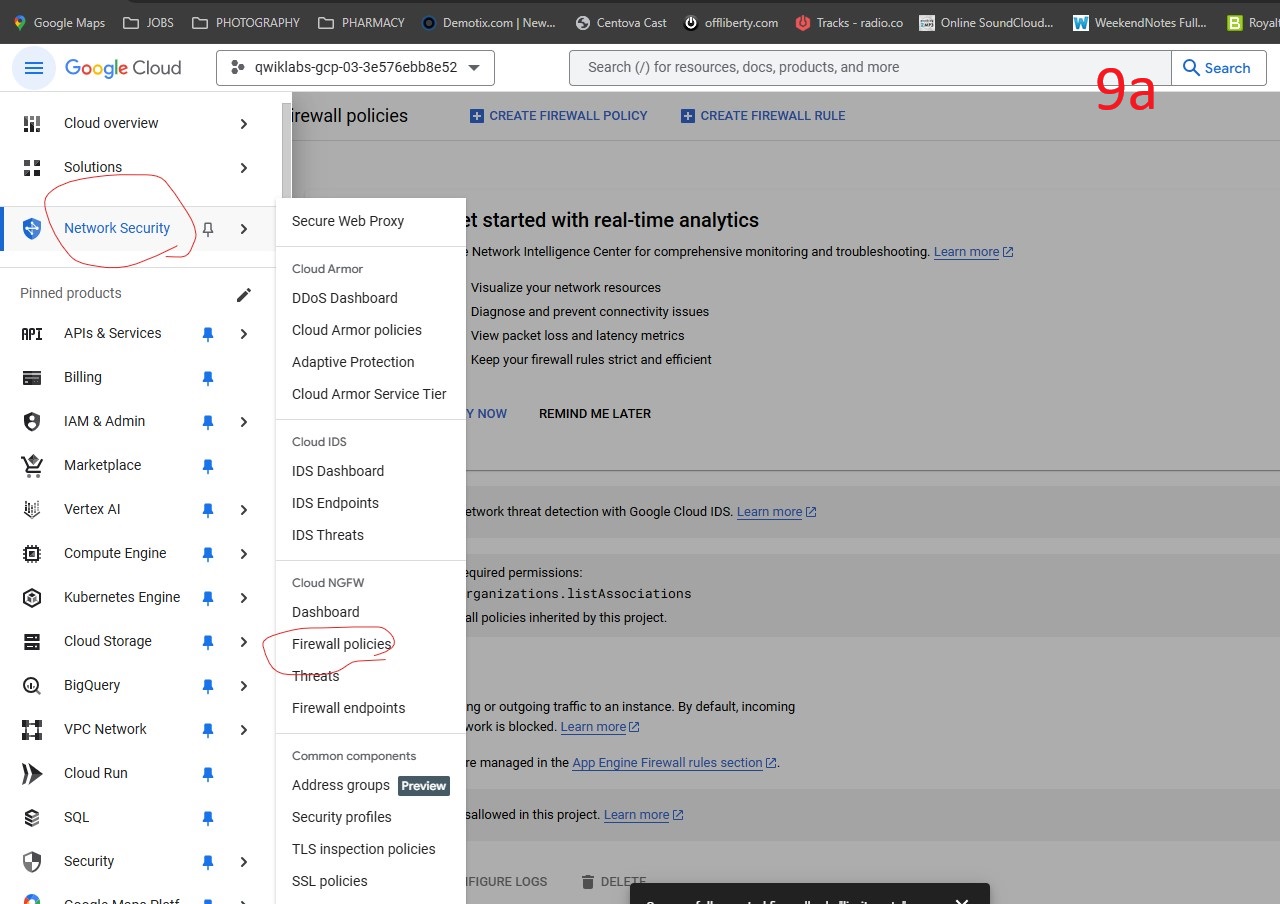 Google Maps JOBS PHOTOGRAPHY PHARMACY Demotix.com | New... Centova Cast offliberty.com Tracks - radio.co Online SoundCloud... WeekendNotes Full... Royalt
Google Cloud qwiklabs-gcp-03-3e576ebb8e52 Search (/) for resources, docs, products, and more Search
9a
Cloud overview
Solutions
Network Security
Pinned products
API APIs & Services
Billing
IAM & Admin
Marketplace
Vertex AI
Compute Engine
Kubernetes Engine
Cloud Storage
BigQuery
VPC Network
Cloud Run
SQL
Security
Google Maps Platf
Secure Web Proxy
Cloud Armor
DDoS Dashboard
Cloud Armor policies
Adaptive Protection
Cloud Armor Service Tier
Cloud IDS
IDS Dashboard
IDS Endpoints
IDS Threats
Cloud NGFW
Dashboard
Firewall policies
Threats
Firewall endpoints
Common components
Address groups Preview
Security profiles
TLS inspection policies
SSL policies
irewall policies CREATE FIREWALL POLICY CREATE FIREWALL RULE
et started with real-time analytics
e Network Intelligence Center for comprehensive monitoring and troubleshooting. Learn more
Visualize your network resources
Diagnose and prevent connectivity issues
View packet loss and latency metrics
Keep your firewall rules strict and efficient
Y NOW REMIND ME LATER
etwork threat detection with Google Cloud IDS. Learn more
equired permissions:
rganizations.listAssociations
all policies inherited by this project.
ng or outgoing traffic to an instance. By default, incoming
work is blocked. Learn more
re managed in the App Engine Firewall rules section.
sallowed in this project. Learn more
FIGURE LOGS DELETE